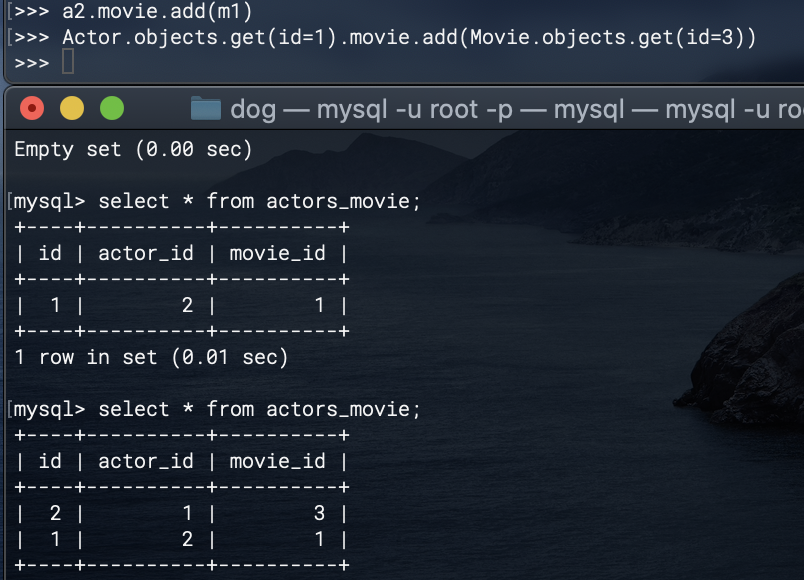 [>>> a2.movie.add(m1)
[>>> Actor.objects.get(id=1).movie.add(Movie.objects.get(id=3))
>>>
dog — mysql -u root -p — mysql — mysql -u ro
Empty set (0.00 sec)
[mysql> select * from actors_movie;
+----+----------+----------+
| id | actor_id | movie_id |
+----+----------+----------+
|  1 |        2 |        1 |
+----+----------+----------+
1 row in set (0.01 sec)
[mysql> select * from actors_movie;
+----+----------+----------+
| id | actor_id | movie_id |
+----+----------+----------+
|  2 |        1 |        3 |
|  1 |        2 |        1 |
+----+----------+----------+